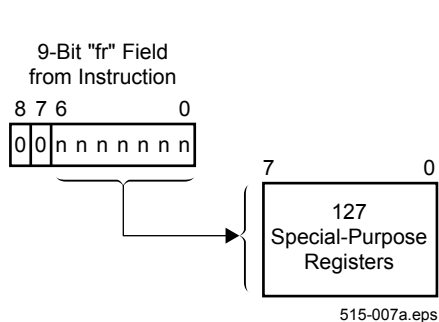 9-Bit "fr" Field
from Instruction
8 7 6 0
0 0 n n n n n n n
7 0
127
Special-Purpose
Registers
515-007a.eps